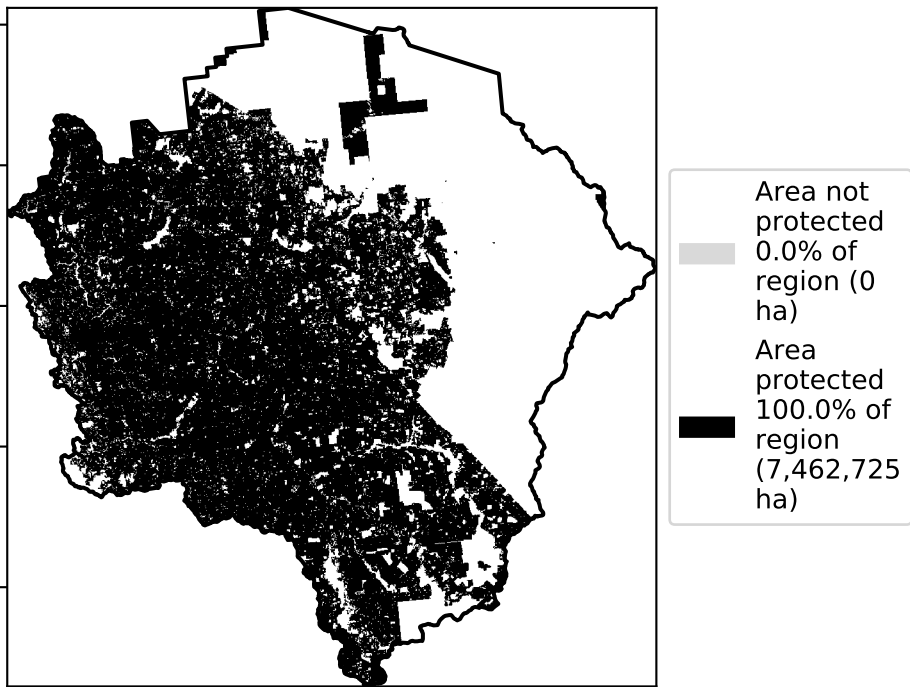 Area not
protected
0.0% of
region (0
ha)
Area
protected
100.0% of
region
(7,462,725
ha)